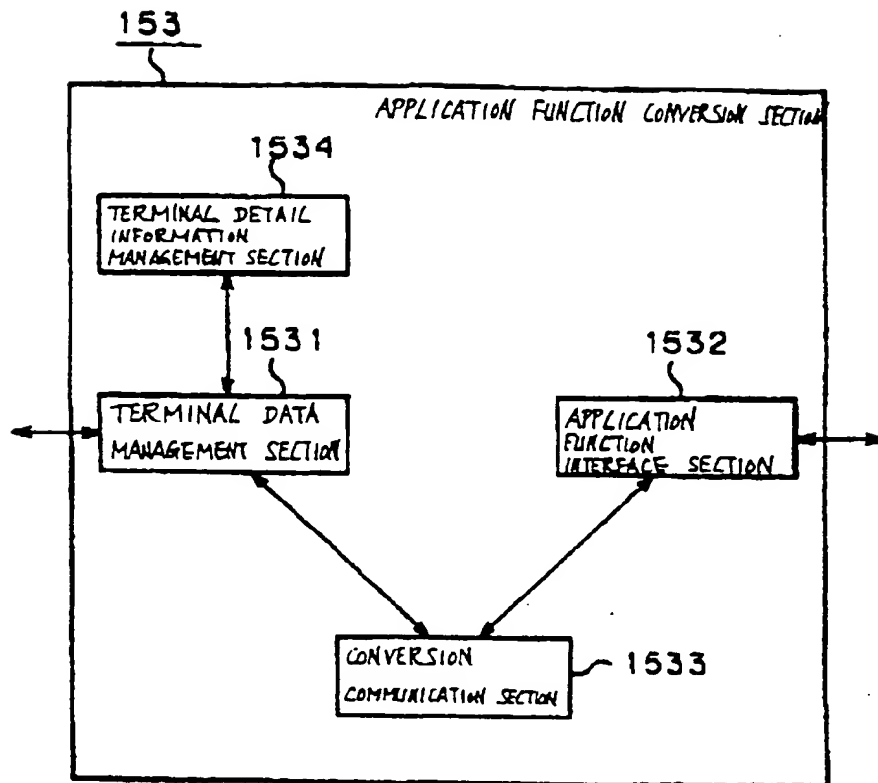 153
APPLICATION FUNCTION CONVERSION SECTION
1534
TERMINAL DETAIL
INFORMATION
MANAGEMENT SECTION
1531
TERMINAL DATA
MANAGEMENT SECTION
1532
APPLICATION
FUNCTION
INTERFACE SECTION
CONVERSION
COMMUNICATION SECTION
1533